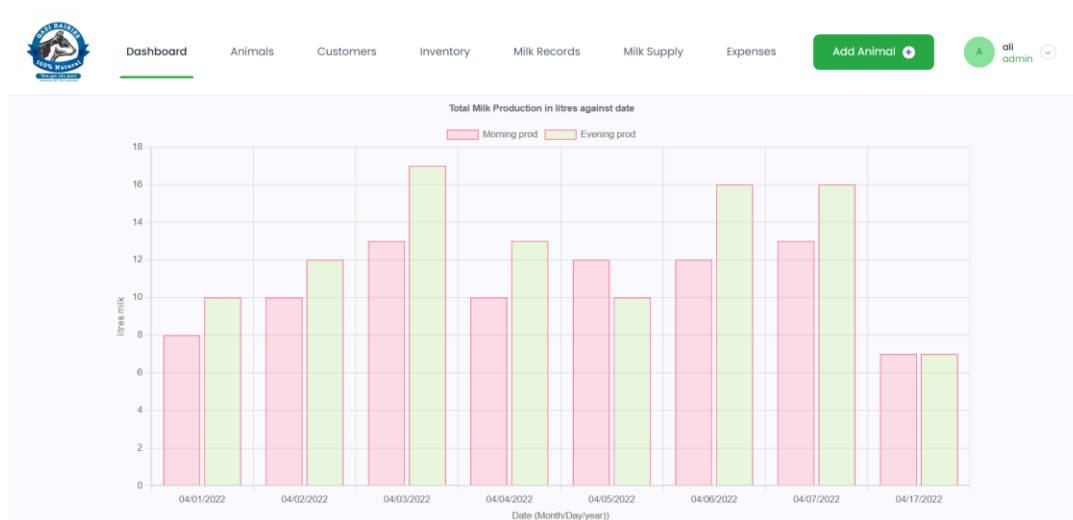 GAZI DAIRIES
100% Natural
Dashboard Animals Customers Inventory Milk Records Milk Supply Expenses Add Animal A ali
admin
Total Milk Production in litres against date
Morning prod Evening prod
18
16
14
12
10
8
6
4
2
0
litres milk
04/01/2022 04/02/2022 04/03/2022 04/04/2022 04/05/2022 04/06/2022 04/07/2022 04/17/2022
Date (Month/Day/year))